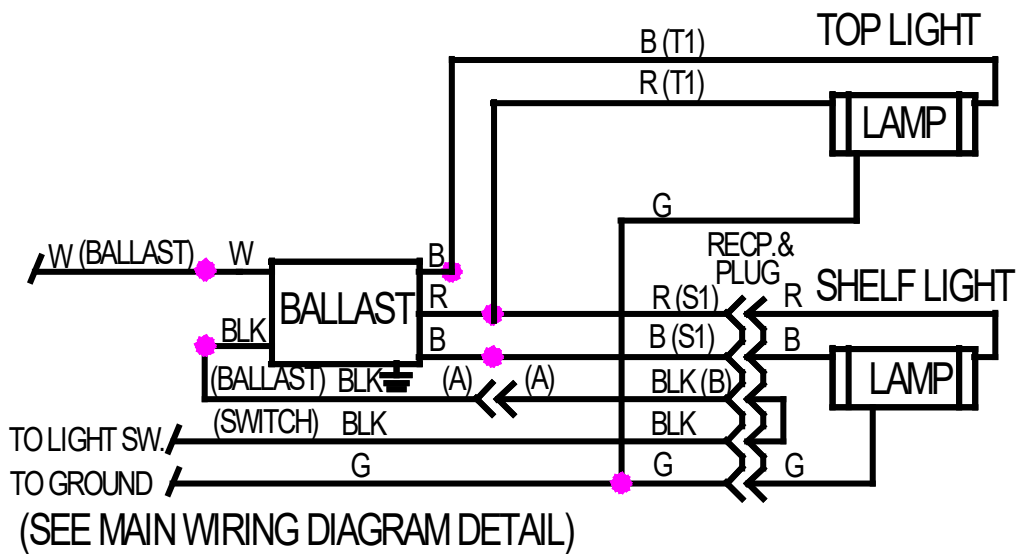 B (T1)
TOP LIGHT
R (T1)
LAMP
G
W (BALLAST)
W
B
RECP.&
PLUG
BALLAST
R
R (S1)
R
SHELF LIGHT
BLK
B
B (S1)
B
(BALLAST)
BLK
(A)
(A)
BLK (B)
LAMP
(SWITCH)
BLK
BLK
TO LIGHT SW.
G
G
G
TO GROUND
(SEE MAIN WIRING DIAGRAM DETAIL)